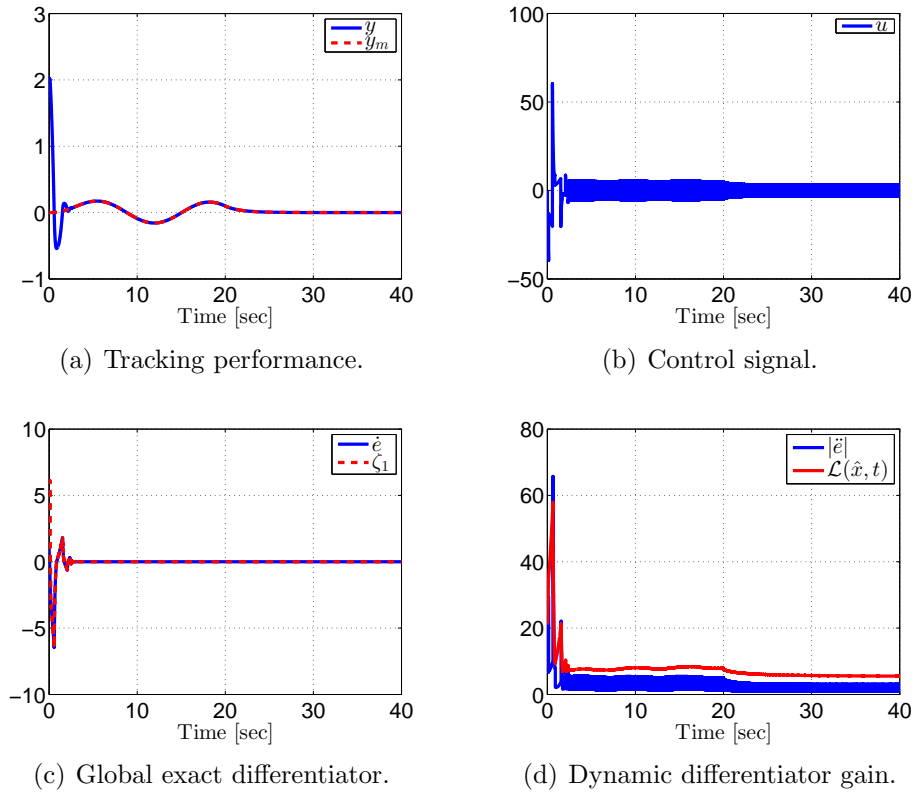 3
2
1
0
−1
0 10 20 30 40
Time [sec]
y
y_m
(a) Tracking performance.
100
50
0
−50
0 10 20 30 40
Time [sec]
u
(b) Control signal.
10
5
0
−5
−10
0 10 20 30 40
Time [sec]
ė
ζ₁
(c) Global exact differentiator.
80
60
40
20
0
0 10 20 30 40
Time [sec]
|ë|
ℒ(x̂, t)
(d) Dynamic differentiator gain.